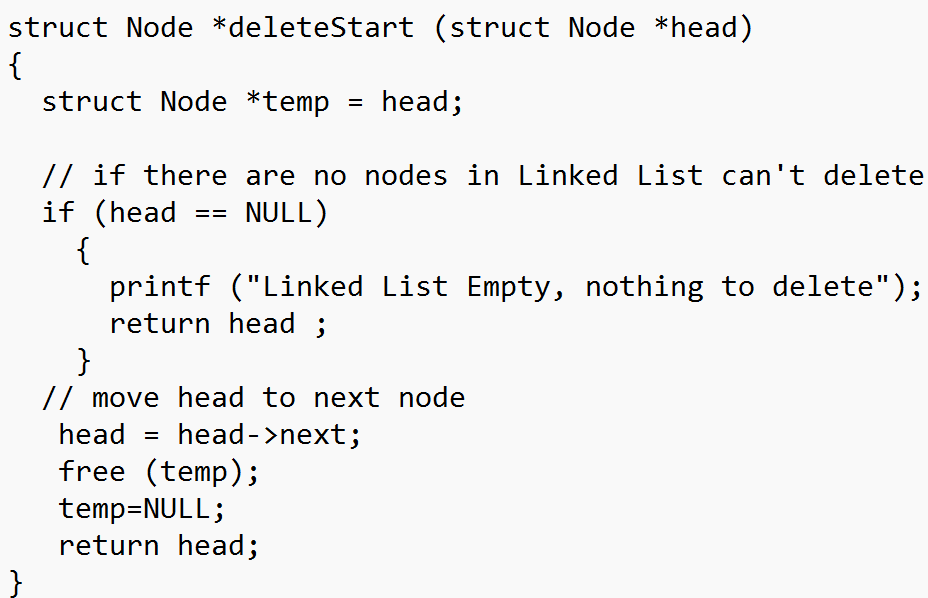 struct Node *deleteStart (struct Node *head)
{
  struct Node *temp = head;

  // if there are no nodes in Linked List can't delete
  if (head == NULL)
    {
      printf ("Linked List Empty, nothing to delete");
      return head ;
    }
  // move head to next node
   head = head->next;
   free (temp);
   temp=NULL;
   return head;
}